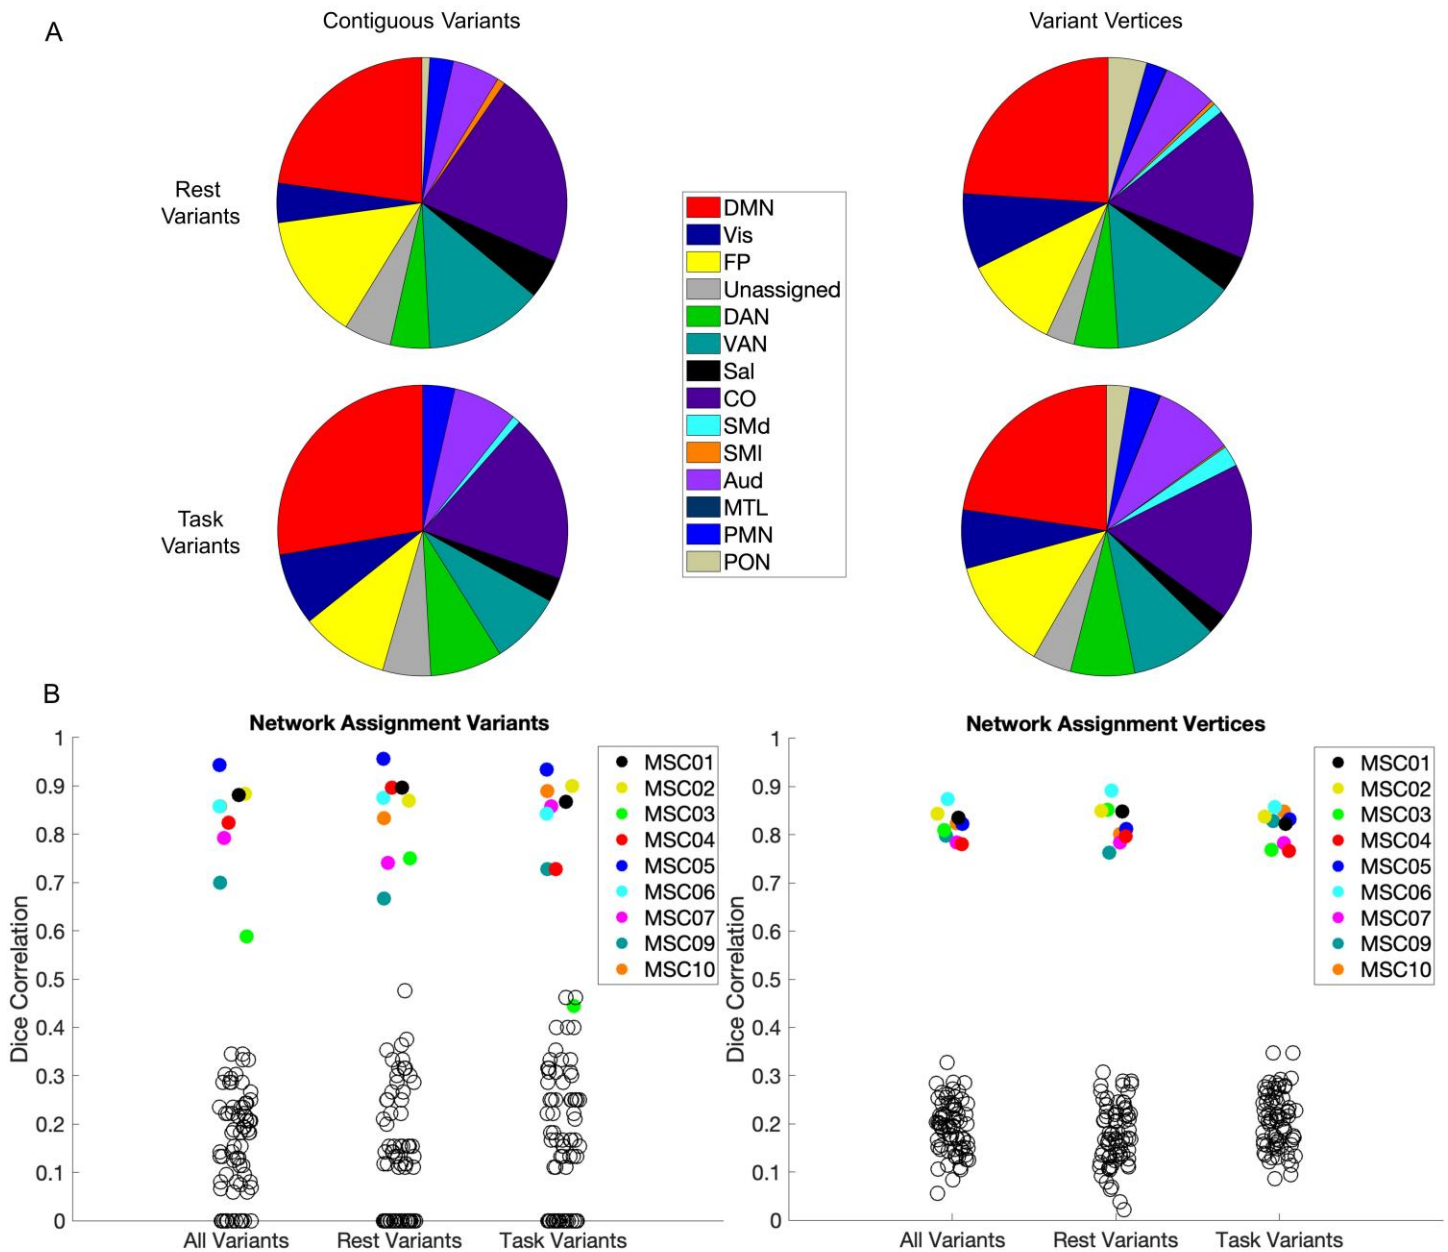 A
Contiguous Variants
Variant Vertices
Rest
Variants
DMN
Vis
FP
Unassigned
DAN
VAN
Sal
CO
SMd
SMl
Aud
MTL
PMN
PON
Task
Variants
B
Network Assignment Variants
Dice Correlation
1
0.9
0.8
0.7
0.6
0.5
0.4
0.3
0.2
0.1
0
MSC01
MSC02
MSC03
MSC04
MSC05
MSC06
MSC07
MSC09
MSC10
All Variants
Rest Variants
Task Variants
Network Assignment Vertices
Dice Correlation
1
0.9
0.8
0.7
0.6
0.5
0.4
0.3
0.2
0.1
0
MSC01
MSC02
MSC03
MSC04
MSC05
MSC06
MSC07
MSC09
MSC10
All Variants
Rest Variants
Task Variants